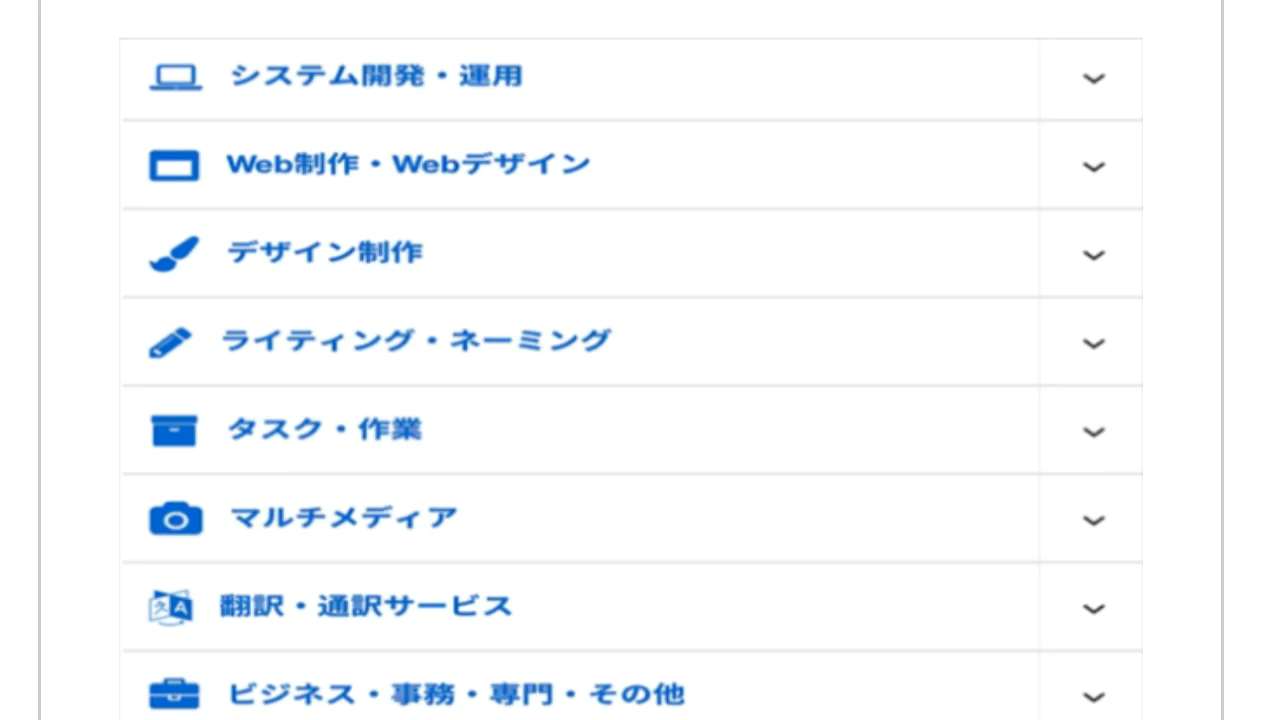 システム開発・運用
Web制作・Webデザイン
デザイン制作
ライティング・ネーミング
タスク・作業
マルチメディア
翻訳・通訳サービス
ビジネス・事務・専門・その他